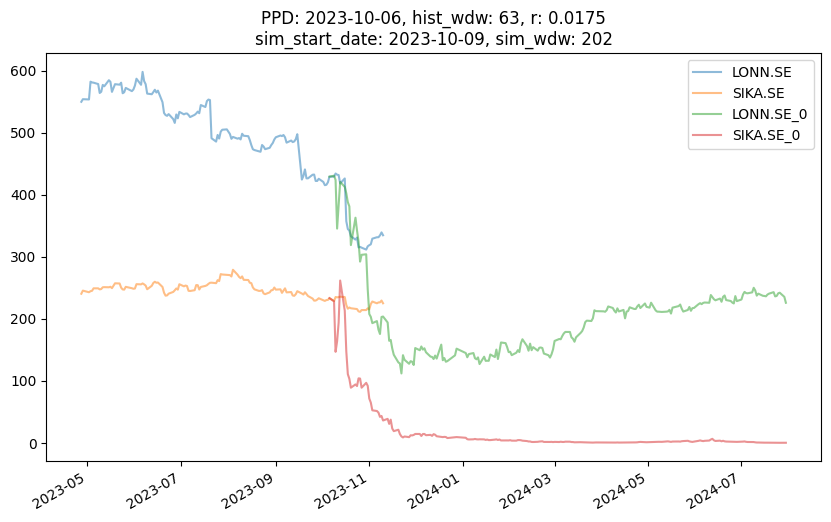 PPD: 2023-10-06, hist_wdw: 63, r: 0.0175
sim_start_date: 2023-10-09, sim_wdw: 202
LONN.SE
SIKA.SE
LONN.SE_0
SIKA.SE_0
600
500
400
300
200
100
0
2023-05
2023-07
2023-09
2023-11
2024-01
2024-03
2024-05
2024-07